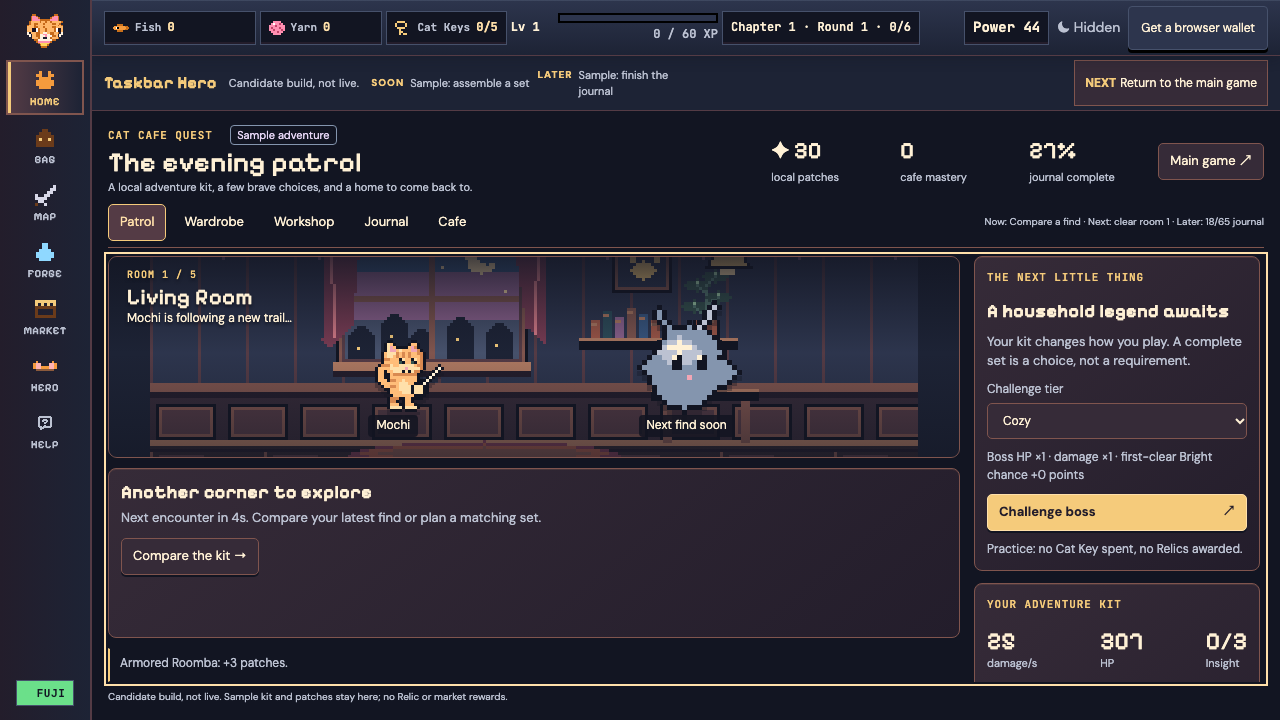 Fish 0
Yarn 0
Cat Keys 0/5
Lv 1
0 / 60 XP
Chapter 1 · Round 1 · 0/6
Power 44
Hidden
Get a browser wallet
HOME
BAG
MAP
FORGE
MARKET
HERO
HELP
FUJI
Taskbar Hero
Candidate build, not live.
SOON Sample: assemble a set
LATER Sample: finish the
journal
NEXT Return to the main game
CAT CAFE QUEST
Sample adventure
The evening patrol
A local adventure kit, a few brave choices, and a home to come back to.
✦ 30
local patches
0
cafe mastery
27%
journal complete
Main game ↗
Patrol
Wardrobe
Workshop
Journal
Cafe
Now: Compare a find · Next: clear room 1 · Later: 18/65 journal
ROOM 1 / 5
Living Room
Mochi is following a new trail...
Mochi
Next find soon
Another corner to explore
Next encounter in 4s. Compare your latest find or plan a matching set.
Compare the kit →
Armored Roomba: +3 patches.
THE NEXT LITTLE THING
A household legend awaits
Your kit changes how you play. A complete
set is a choice, not a requirement.
Challenge tier
Cozy
Boss HP ×1 · damage ×1 · first-clear Bright
chance +0 points
Challenge boss ↗
Practice: no Cat Key spent, no Relics awarded.
YOUR ADVENTURE KIT
29
damage/s
307
HP
0/3
Insight
Candidate build, not live. Sample kit and patches stay here; no Relic or market rewards.